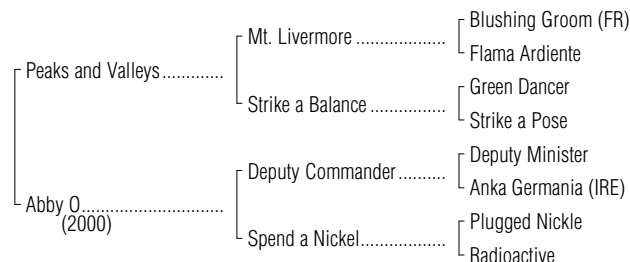 Blushing Groom (FR)
Mt. Livermore ..................
Flama Ardiente
Peaks and Valleys............
Green Dancer
Strike a Balance ................
Strike a Pose
Deputy Minister
Deputy Commander..........
Anka Germania (IRE)
Abby O............................
(2000)
Plugged Nickle
Spend a Nickel.................
Radioactive